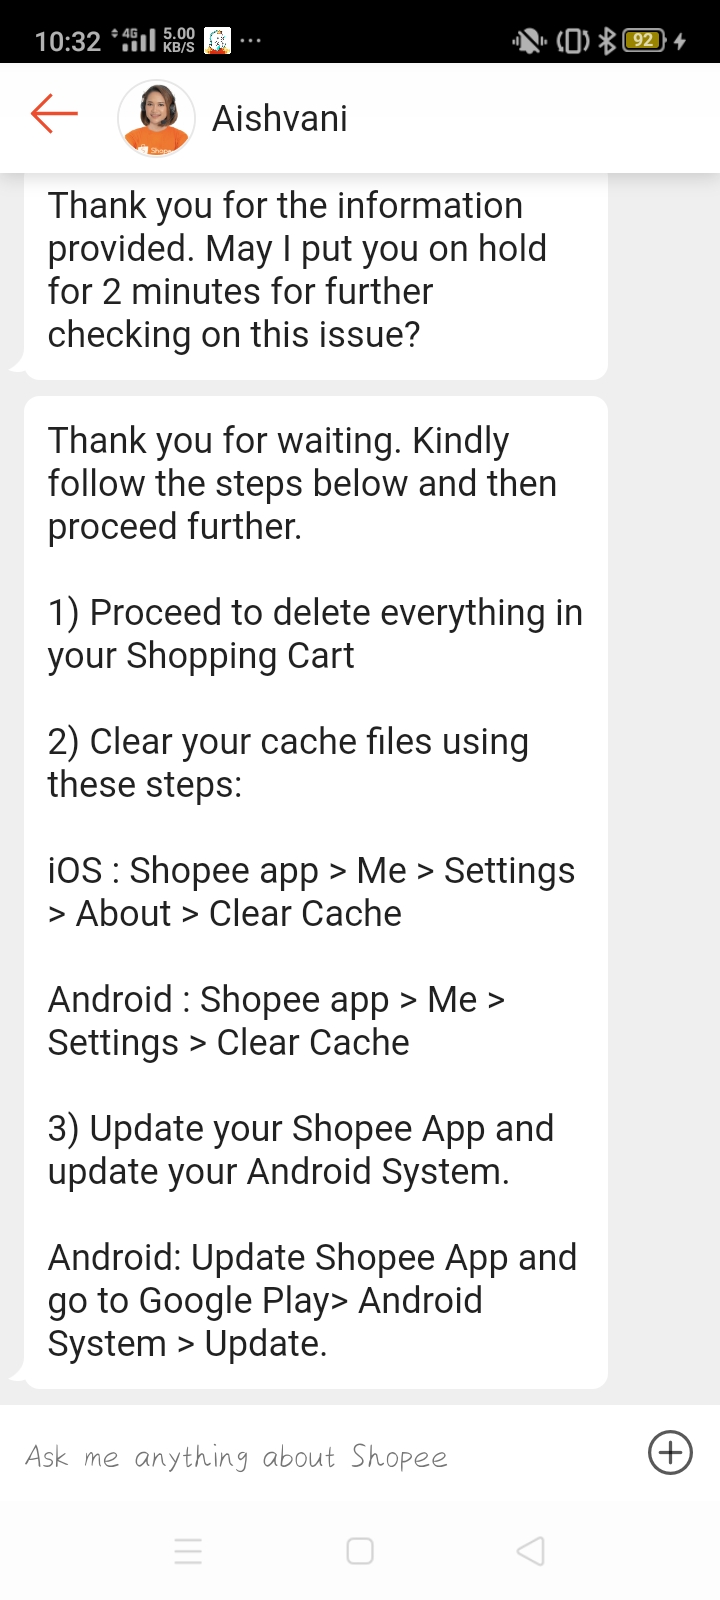 10:32 4G 5.00 KB/S ... 92
Aishvani
Thank you for the information
provided. May I put you on hold
for 2 minutes for further
checking on this issue?
Thank you for waiting. Kindly
follow the steps below and then
proceed further.
1) Proceed to delete everything in
your Shopping Cart
2) Clear your cache files using
these steps:
iOS : Shopee app > Me > Settings
> About > Clear Cache
Android : Shopee app > Me >
Settings > Clear Cache
3) Update your Shopee App and
update your Android System.
Android: Update Shopee App and
go to Google Play> Android
System > Update.
Ask me anything about Shopee